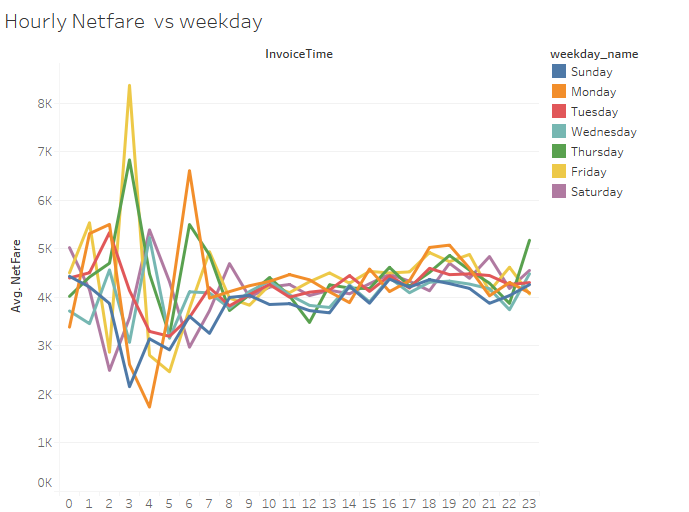 Hourly Netfare vs weekday
InvoiceTime
weekday_name
Sunday
Monday
Tuesday
Wednesday
Thursday
Friday
Saturday
Avg. NetFare
8K
7K
6K
5K
4K
3K
2K
1K
0K
0 1 2 3 4 5 6 7 8 9 10 11 12 13 14 15 16 17 18 19 20 21 22 23